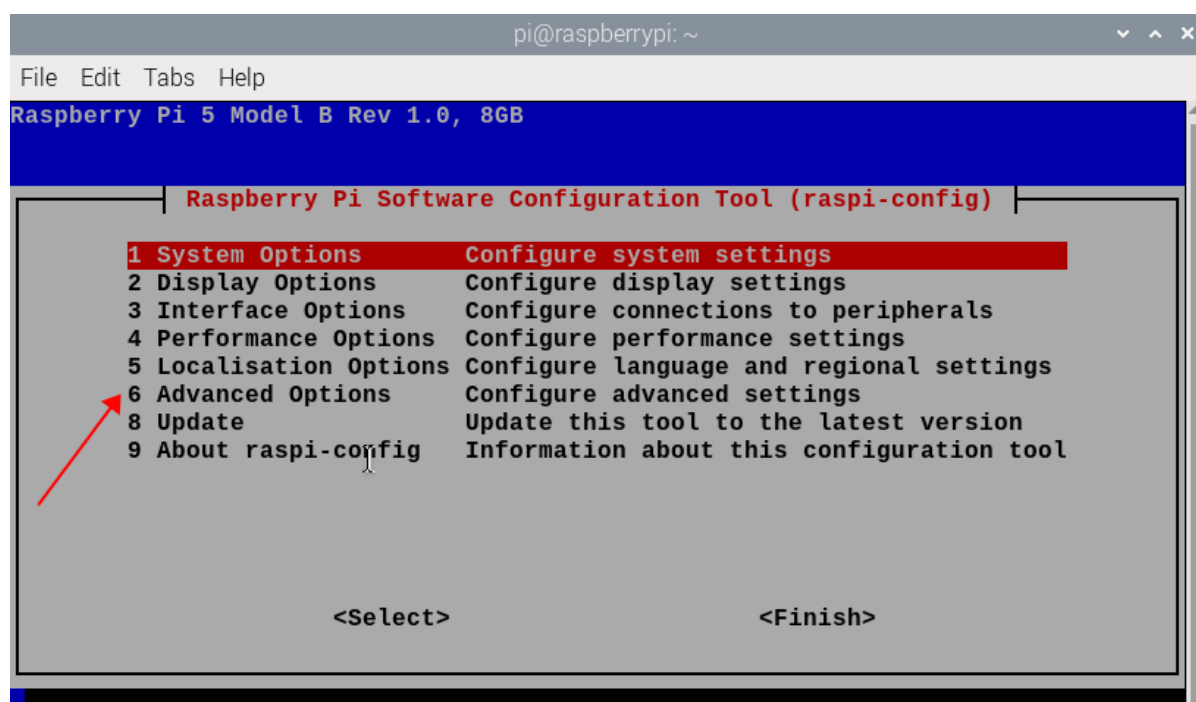 pi@raspberrypi: ~
File Edit Tabs Help
Raspberry Pi 5 Model B Rev 1.0, 8GB
Raspberry Pi Software Configuration Tool (raspi-config)
1 System Options Configure system settings
2 Display Options Configure display settings
3 Interface Options Configure connections to peripherals
4 Performance Options Configure performance settings
5 Localisation Options Configure language and regional settings
6 Advanced Options Configure advanced settings
8 Update Update this tool to the latest version
9 About raspi-config Information about this configuration tool
<Select> <Finish>